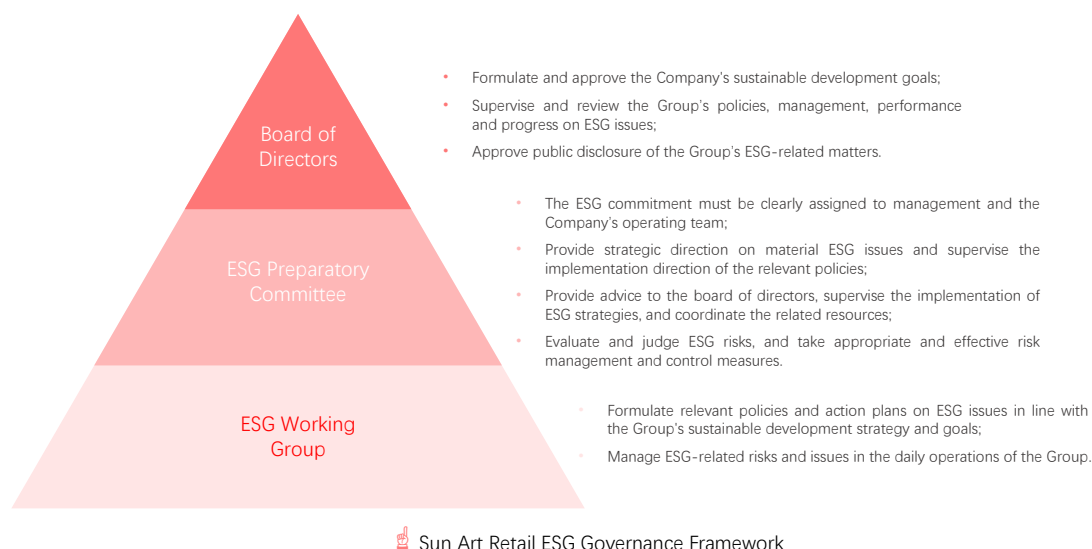 Board of
Directors
• Formulate and approve the Company's sustainable development goals;
• Supervise and review the Group's policies, management, performance
and progress on ESG issues;
• Approve public disclosure of the Group's ESG-related matters.
ESG Preparatory
Committee
• The ESG commitment must be clearly assigned to management and the
Company's operating team;
• Provide strategic direction on material ESG issues and supervise the
implementation direction of the relevant policies;
• Provide advice to the board of directors, supervise the implementation of
ESG strategies, and coordinate the related resources;
• Evaluate and judge ESG risks, and take appropriate and effective risk
management and control measures.
ESG Working
Group
• Formulate relevant policies and action plans on ESG issues in line with
the Group's sustainable development strategy and goals;
• Manage ESG-related risks and issues in the daily operations of the Group.
Sun Art Retail ESG Governance Framework